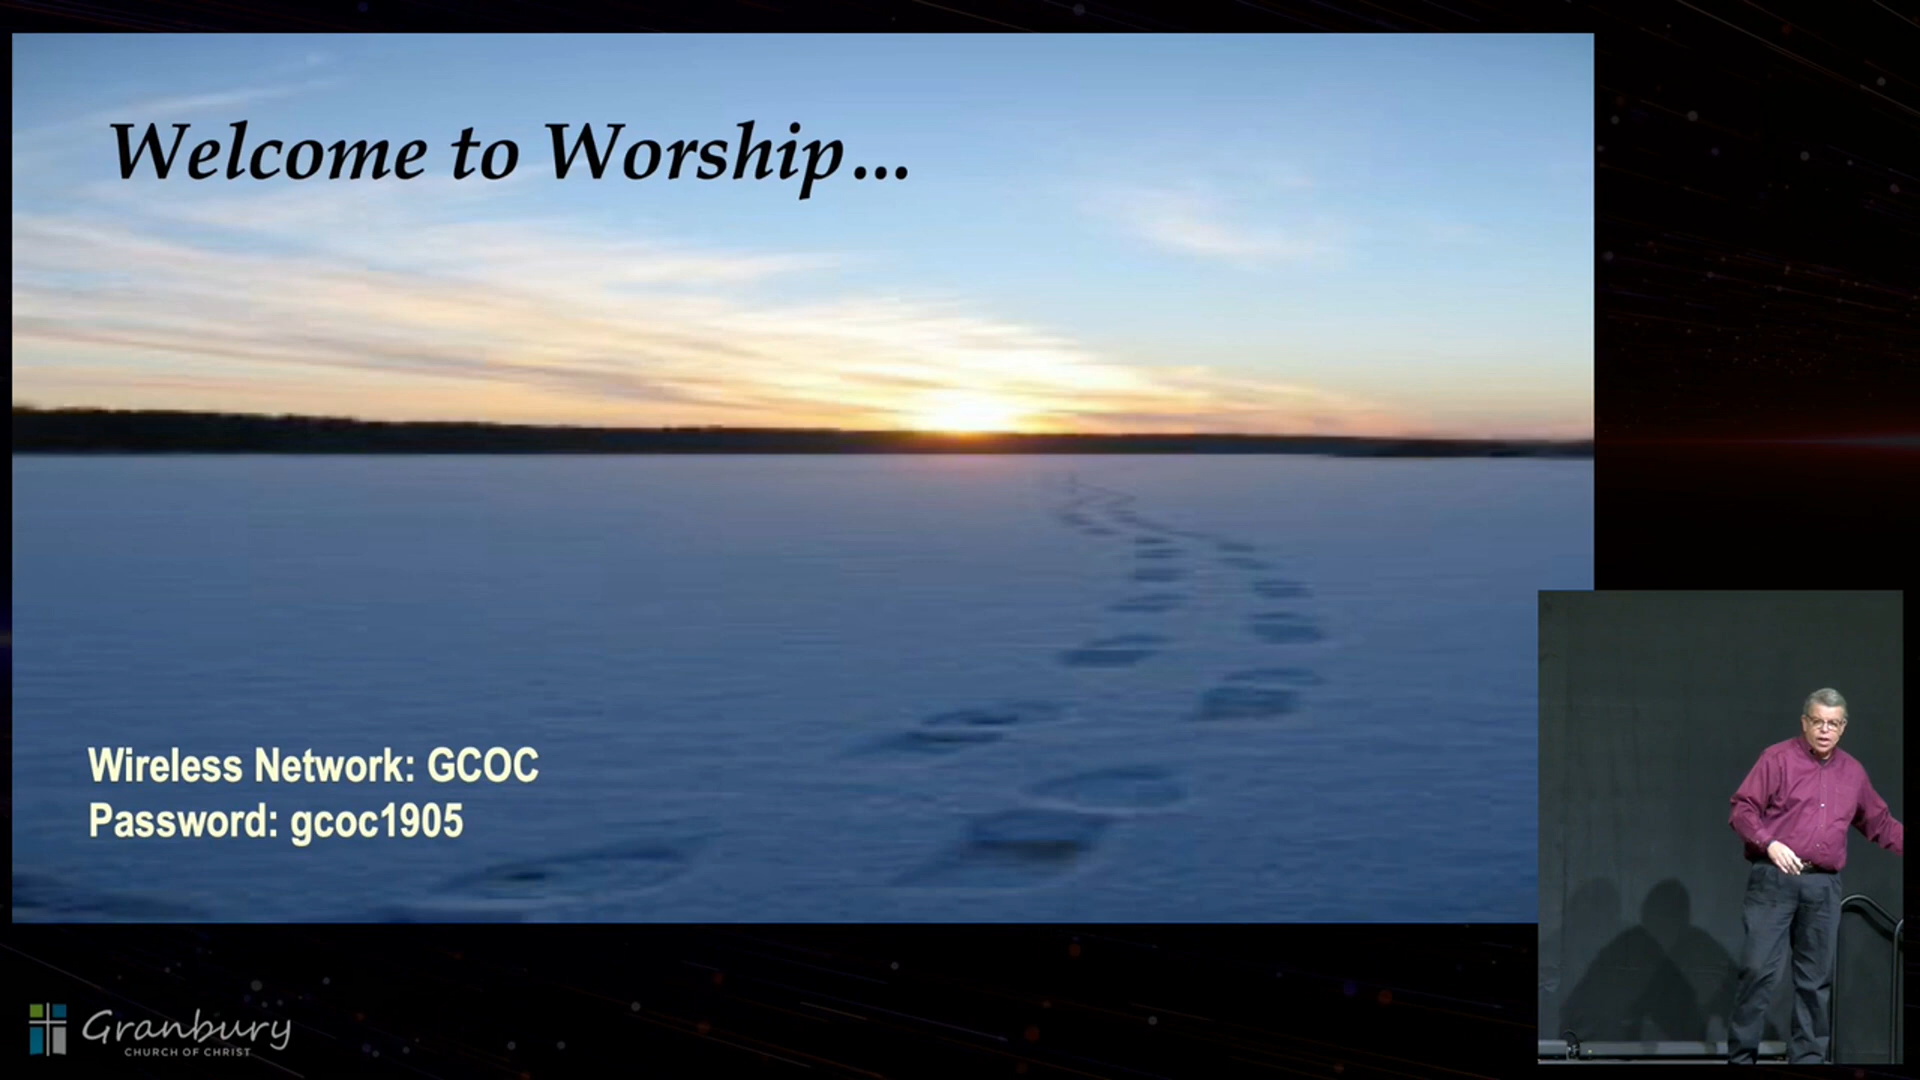 Welcome to Worship...
Wireless Network: GCOC
Password: gcoc1905
Granbury
CHURCH OF CHRIST